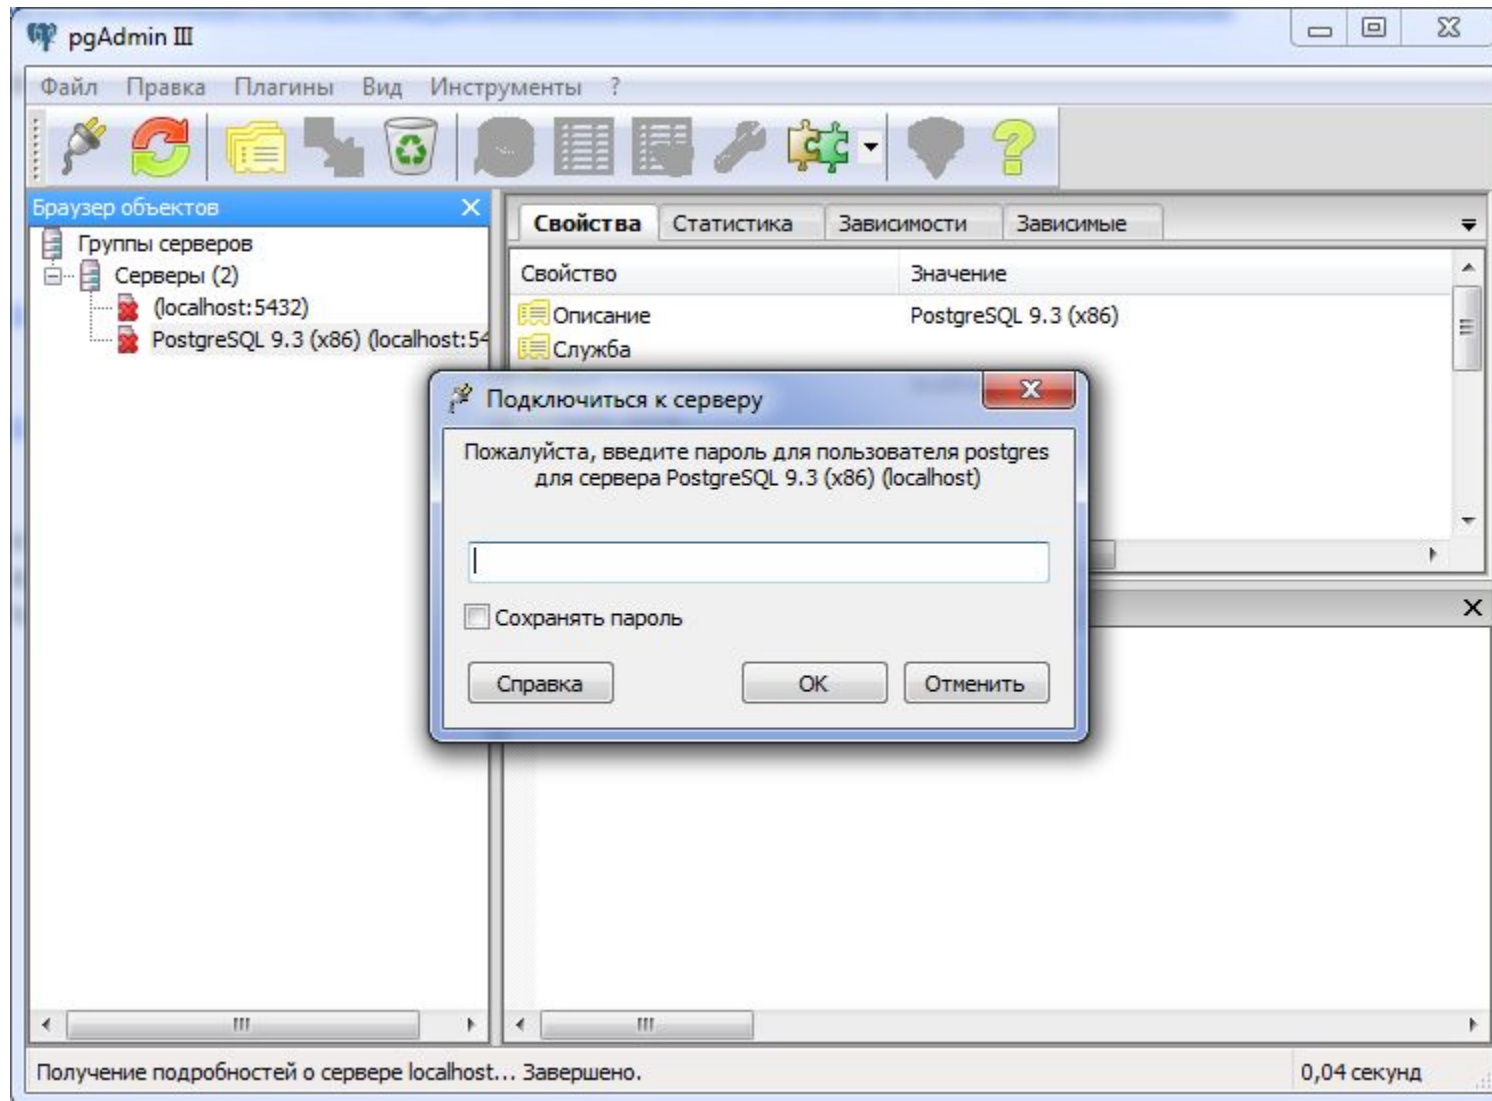 pgAdmin III
Файл Правка Плагины Вид Инструменты ?
Браузер объектов
Группы серверов
Серверы (2)
(localhost:5432)
PostgreSQL 9.3 (x86) (localhost:54
Свойства Статистика Зависимости Зависимые
Свойство Значение
Описание PostgreSQL 9.3 (x86)
Служба
Подключиться к серверу
Пожалуйста, введите пароль для пользователя postgres
для сервера PostgreSQL 9.3 (x86) (localhost)
Сохранять пароль
Справка OK Отменить
Получение подробностей о сервере localhost... Завершено. 0,04 секунд